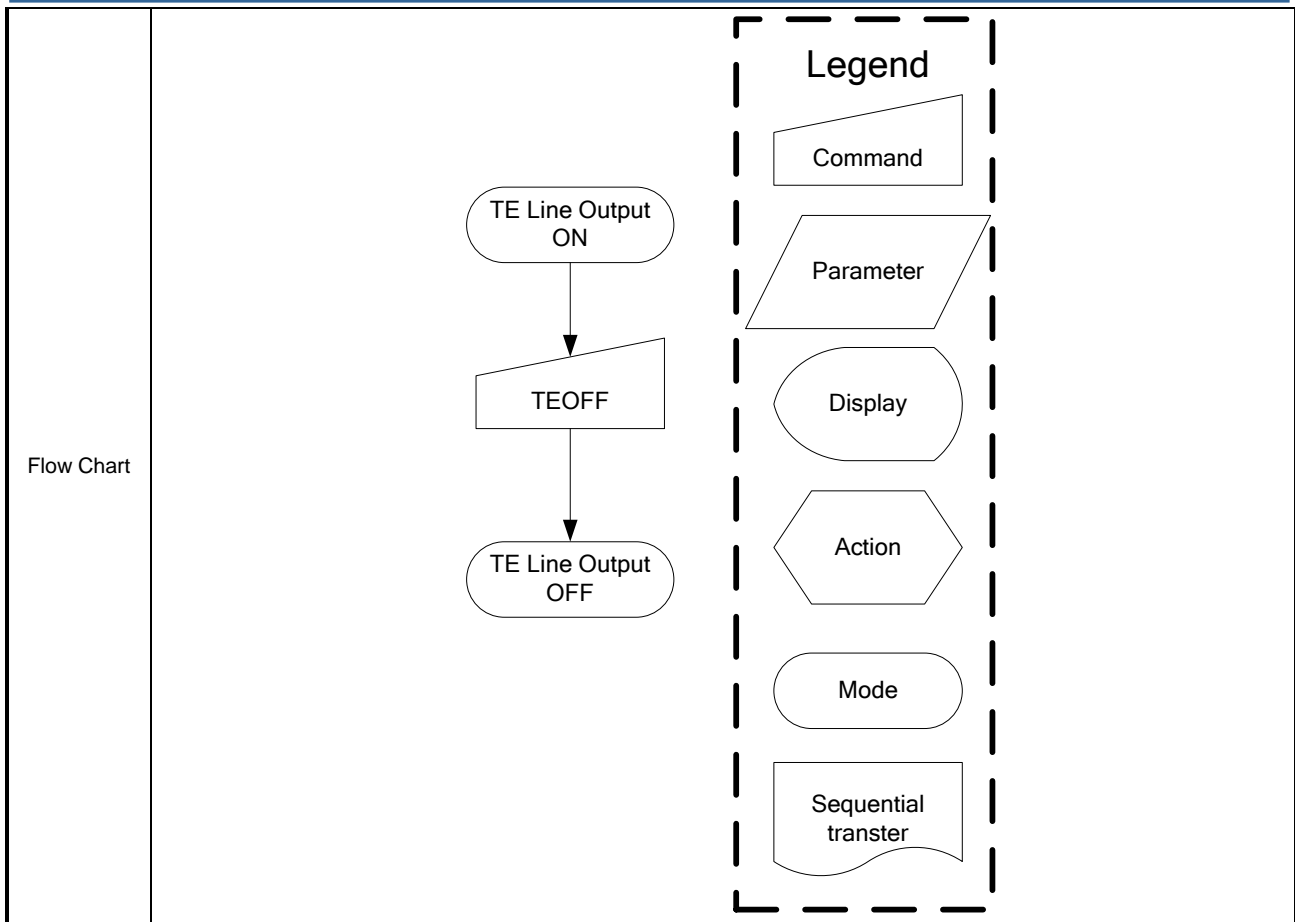 Flow Chart
TE Line Output
ON
TEOFF
TE Line Output
OFF
Legend
Command
Parameter
Display
Action
Mode
Sequential
transter